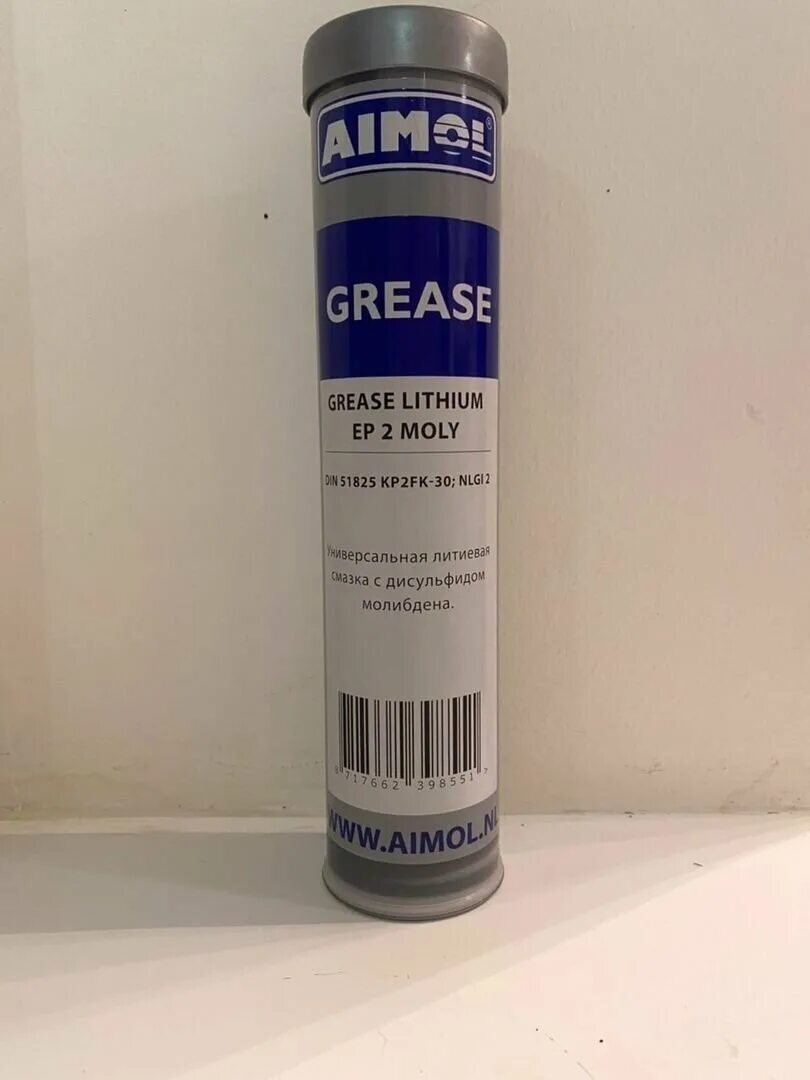 AIMOL®
GREASE
GREASE LITHIUM
EP 2 MOLY
DIN 51825 KP2FK-30; NLGI 2
Универсальная литиевая
смазка с дисульфидом
молибдена.
8 717662 398551 >
WWW.AIMOL.NL